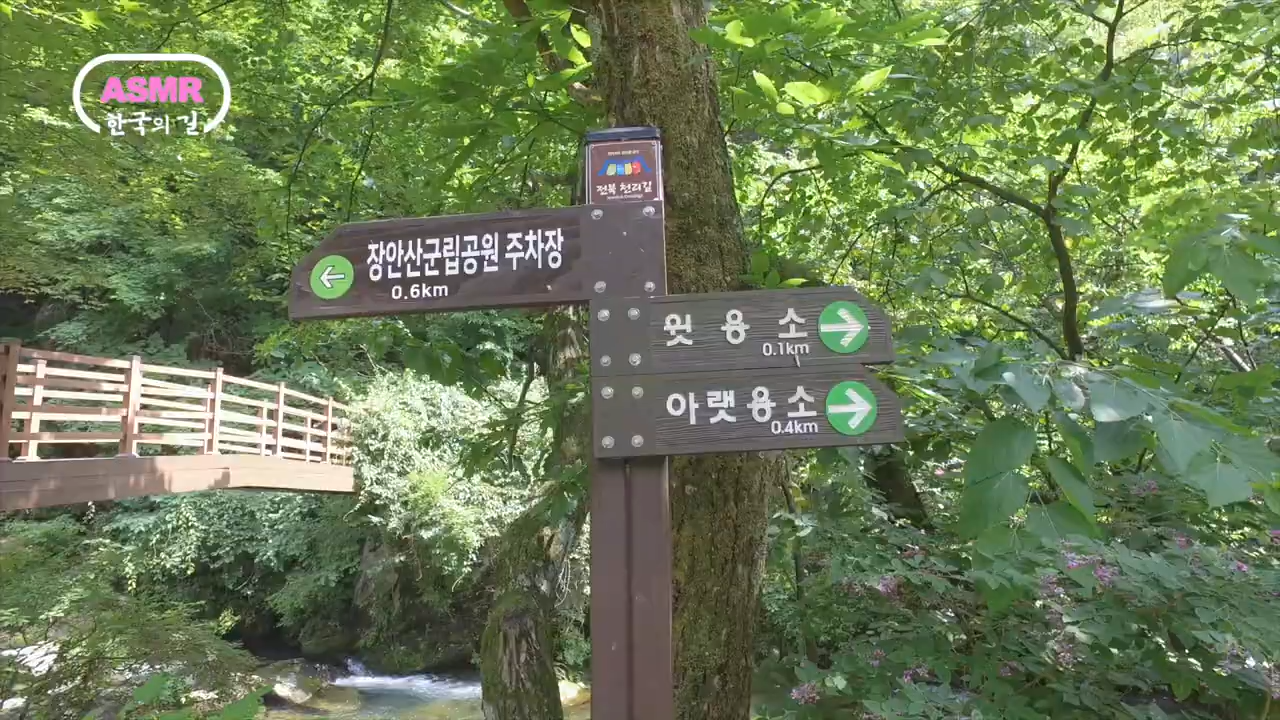 ASMR
한국의 길
전북 천리길
장안산군립공원 주차장
0.6km
윗용소
0.1km
아랫용소
0.4km